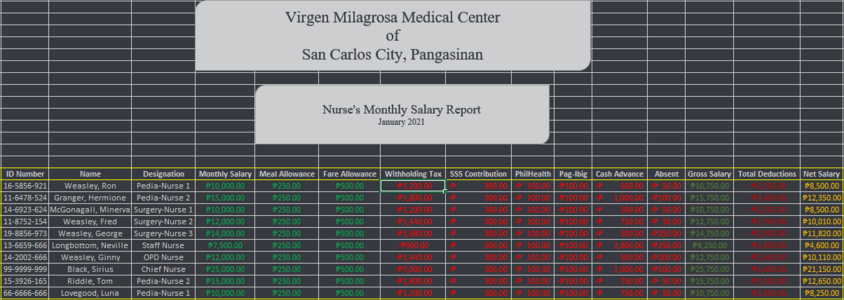 Virgen Milagrosa Medical Center
of
San Carlos City, Pangasinan
Nurse's Monthly Salary Report
January 2021
ID Number Name Designation Monthly Salary Meal Allowance Fare Allowance Withholding Tax SSS Contribution PhilHealth Pag-Ibig Cash Advance Absent Gross Salary Total Deductions Net Salary
16-5856-921 Weasley, Ron Pedia-Nurse 1 ₱10,000.00 ₱250.00 ₱500.00 ₱1,200.00 ₱ 300.00 ₱ 100.00 ₱100.00 ₱ 500.00 ₱ 50.00 ₱10,750.00 ₱8,500.00
11-6478-524 Granger, Hermione Pedia-Nurse 2 ₱15,000.00 ₱250.00 ₱500.00 ₱1,800.00 ₱ 300.00 ₱ 100.00 ₱100.00 ₱ 1,000.00 ₱100.00 ₱15,750.00 ₱12,350.00
14-6923-624 McGonagall, Minerva Surgery-Nurse 1 ₱10,000.00 ₱250.00 ₱500.00 ₱1,200.00 ₱ 300.00 ₱ 100.00 ₱100.00 ₱ 500.00 ₱ 50.00 ₱10,750.00 ₱8,500.00
11-8752-154 Weasley, Fred Surgery-Nurse 2 ₱12,000.00 ₱250.00 ₱500.00 ₱1,440.00 ₱ 300.00 ₱ 100.00 ₱100.00 ₱ 750.00 ₱ 50.00 ₱12,750.00 ₱10,010.00
19-8856-973 Weasley, George Surgery-Nurse 3 ₱14,000.00 ₱250.00 ₱500.00 ₱1,680.00 ₱ 300.00 ₱ 100.00 ₱100.00 ₱ 500.00 ₱250.00 ₱14,750.00 ₱11,820.00
13-6659-666 Longbottom, Neville Staff Nurse ₱7,500.00 ₱250.00 ₱500.00 ₱900.00 ₱ 300.00 ₱ 100.00 ₱100.00 ₱ 2,000.00 ₱250.00 ₱8,250.00 ₱4,600.00
14-2002-666 Weasley, Ginny OPD Nurse ₱12,000.00 ₱250.00 ₱500.00 ₱1,440.00 ₱ 300.00 ₱ 100.00 ₱100.00 ₱ 500.00 ₱200.00 ₱12,750.00 ₱10,110.00
99-9999-999 Black, Sirius Chief Nurse ₱25,000.00 ₱250.00 ₱500.00 ₱3,000.00 ₱ 300.00 ₱ 100.00 ₱100.00 ₱ 1,000.00 ₱100.00 ₱25,750.00 ₱21,150.00
15-3926-165 Riddle, Tom Pedia-Nurse 2 ₱15,000.00 ₱250.00 ₱500.00 ₱1,800.00 ₱ 300.00 ₱ 100.00 ₱100.00 ₱ 750.00 ₱ 50.00 ₱15,750.00 ₱12,650.00
66-6666-666 Lovegood, Luna Pedia-Nurse 1 ₱10,000.00 ₱250.00 ₱500.00 ₱1,200.00 ₱ 300.00 ₱ 100.00 ₱100.00 ₱ 750.00 ₱ 50.00 ₱10,750.00 ₱8,250.00